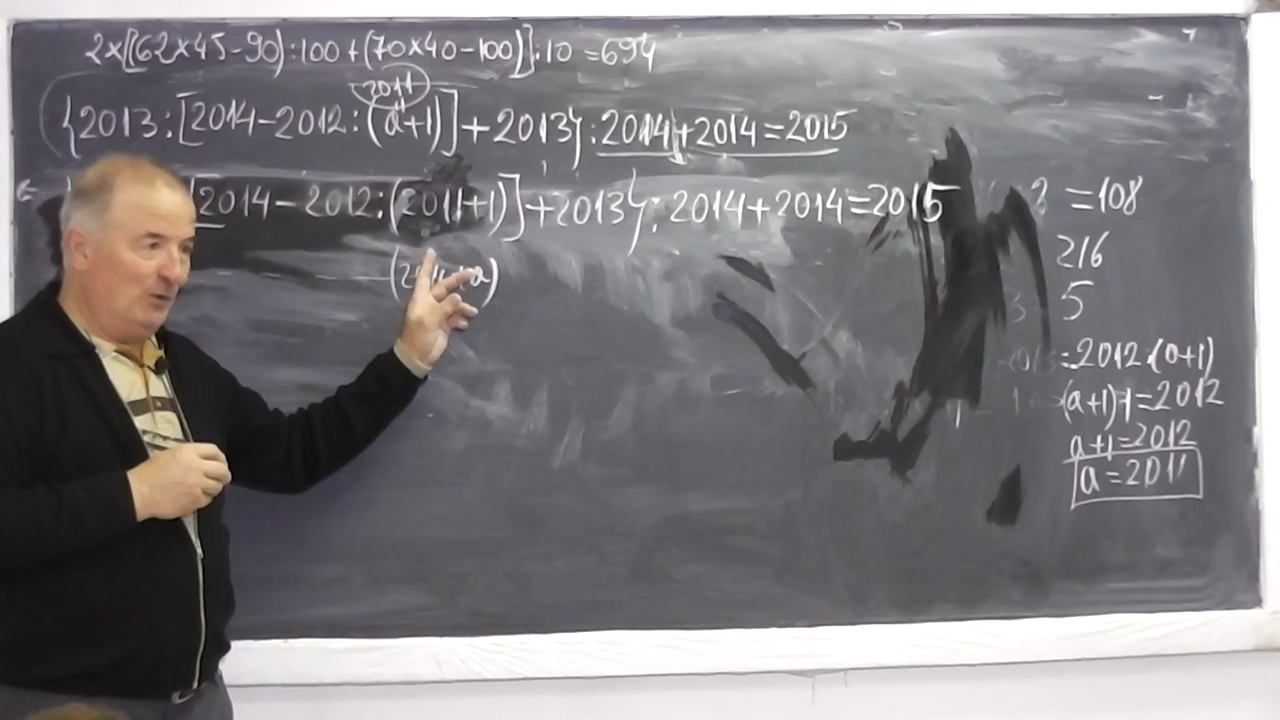 2×[(62×45-90):100+(70×40-100)]:10=694
2011
{2013:[2014-2012:(a+1)]+2013}:2014+2014=2015
[2014-2012:(2011+1)]+2013}:2014+2014=2015
=108
216
5
=2012·(a+1)
(a+1)·1=2012
a+1=2012
a=2011